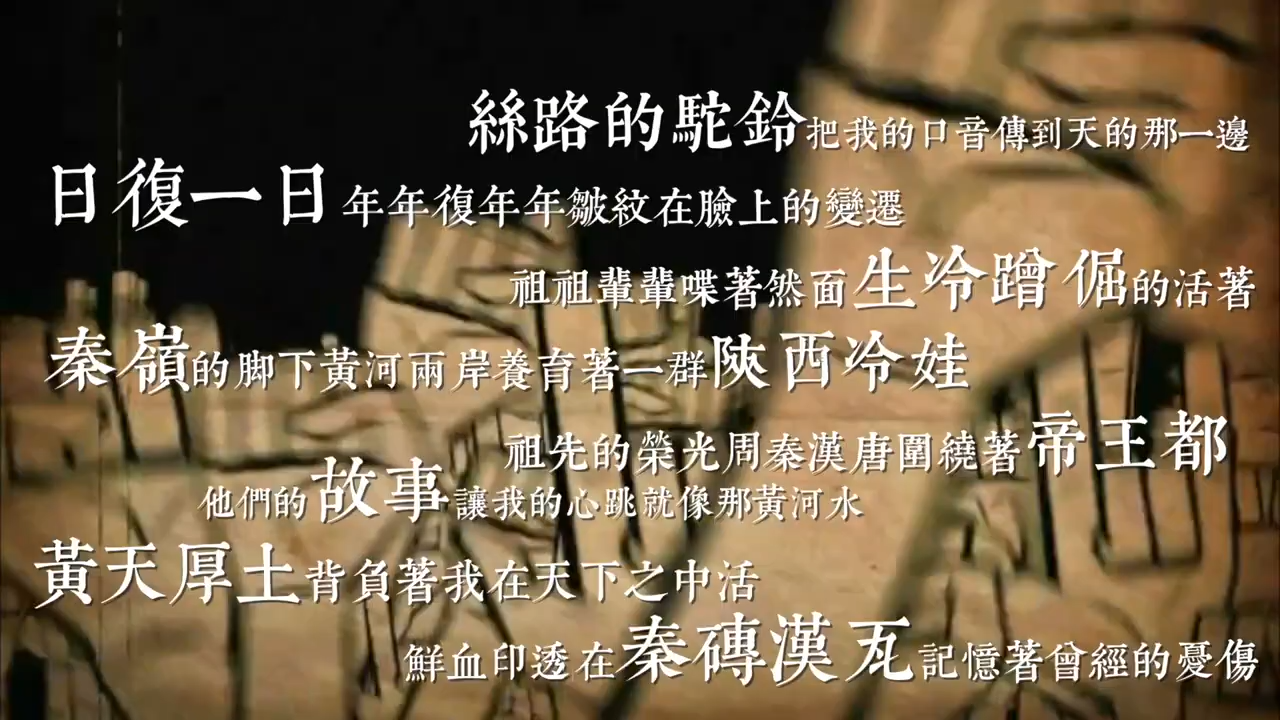 絲路的駝鈴把我的口音傳到天的那一邊
日復一日年年復年年皺紋在臉上的變遷
祖祖輩輩喋著然面生冷蹭倔的活著
秦嶺的脚下黃河兩岸養育著一群陝西冷娃
祖先的榮光周秦漢唐圍繞著帝王都
他們的故事讓我的心跳就像那黃河水
黃天厚土背負著我在天下之中活
鮮血印透在秦磚漢瓦記憶著曾經的憂傷